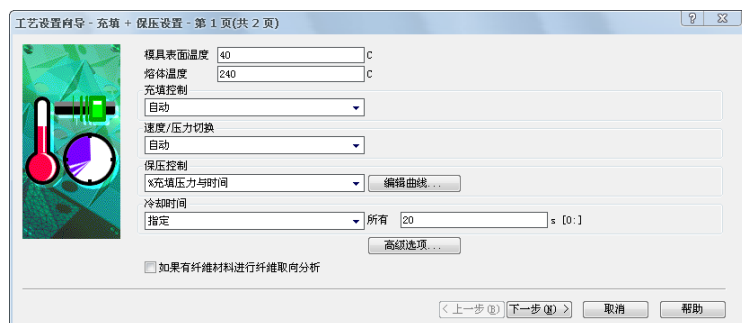 工艺设置向导 - 充填 + 保压设置 - 第 1 页(共 2 页)
模具表面温度 40 C
熔体温度 240 C
充填控制
自动
速度/压力切换
自动
保压控制
%充填压力与时间 编辑曲线...
冷却时间
指定 所有 20 s [0:]
高级选项...
如果有纤维材料进行纤维取向分析
< 上一步(B) 下一步(N) > 取消 帮助